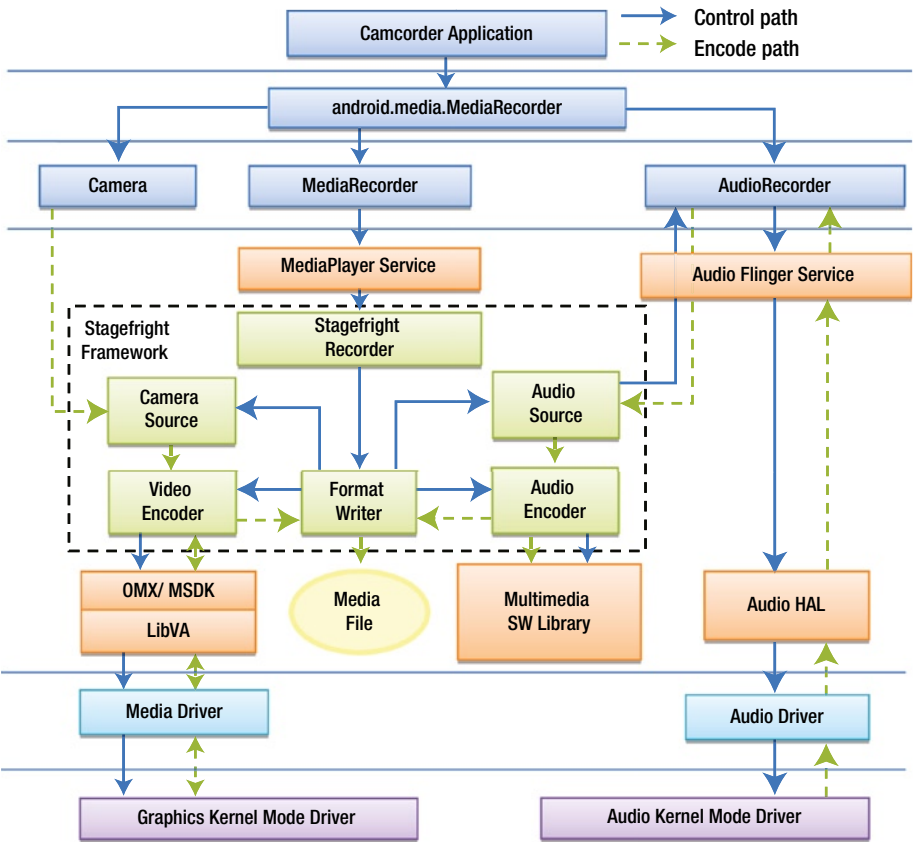 Camcorder Application
Control path
Encode path
android.media.MediaRecorder
Camera
MediaRecorder
AudioRecorder
MediaPlayer Service
Audio Flinger Service
Stagefright
Framework
Stagefright
Recorder
Camera
Source
Audio
Source
Video
Encoder
Format
Writer
Audio
Encoder
OMX/ MSDK
LibVA
Media
File
Multimedia
SW Library
Audio HAL
Media Driver
Audio Driver
Graphics Kernel Mode Driver
Audio Kernel Mode Driver